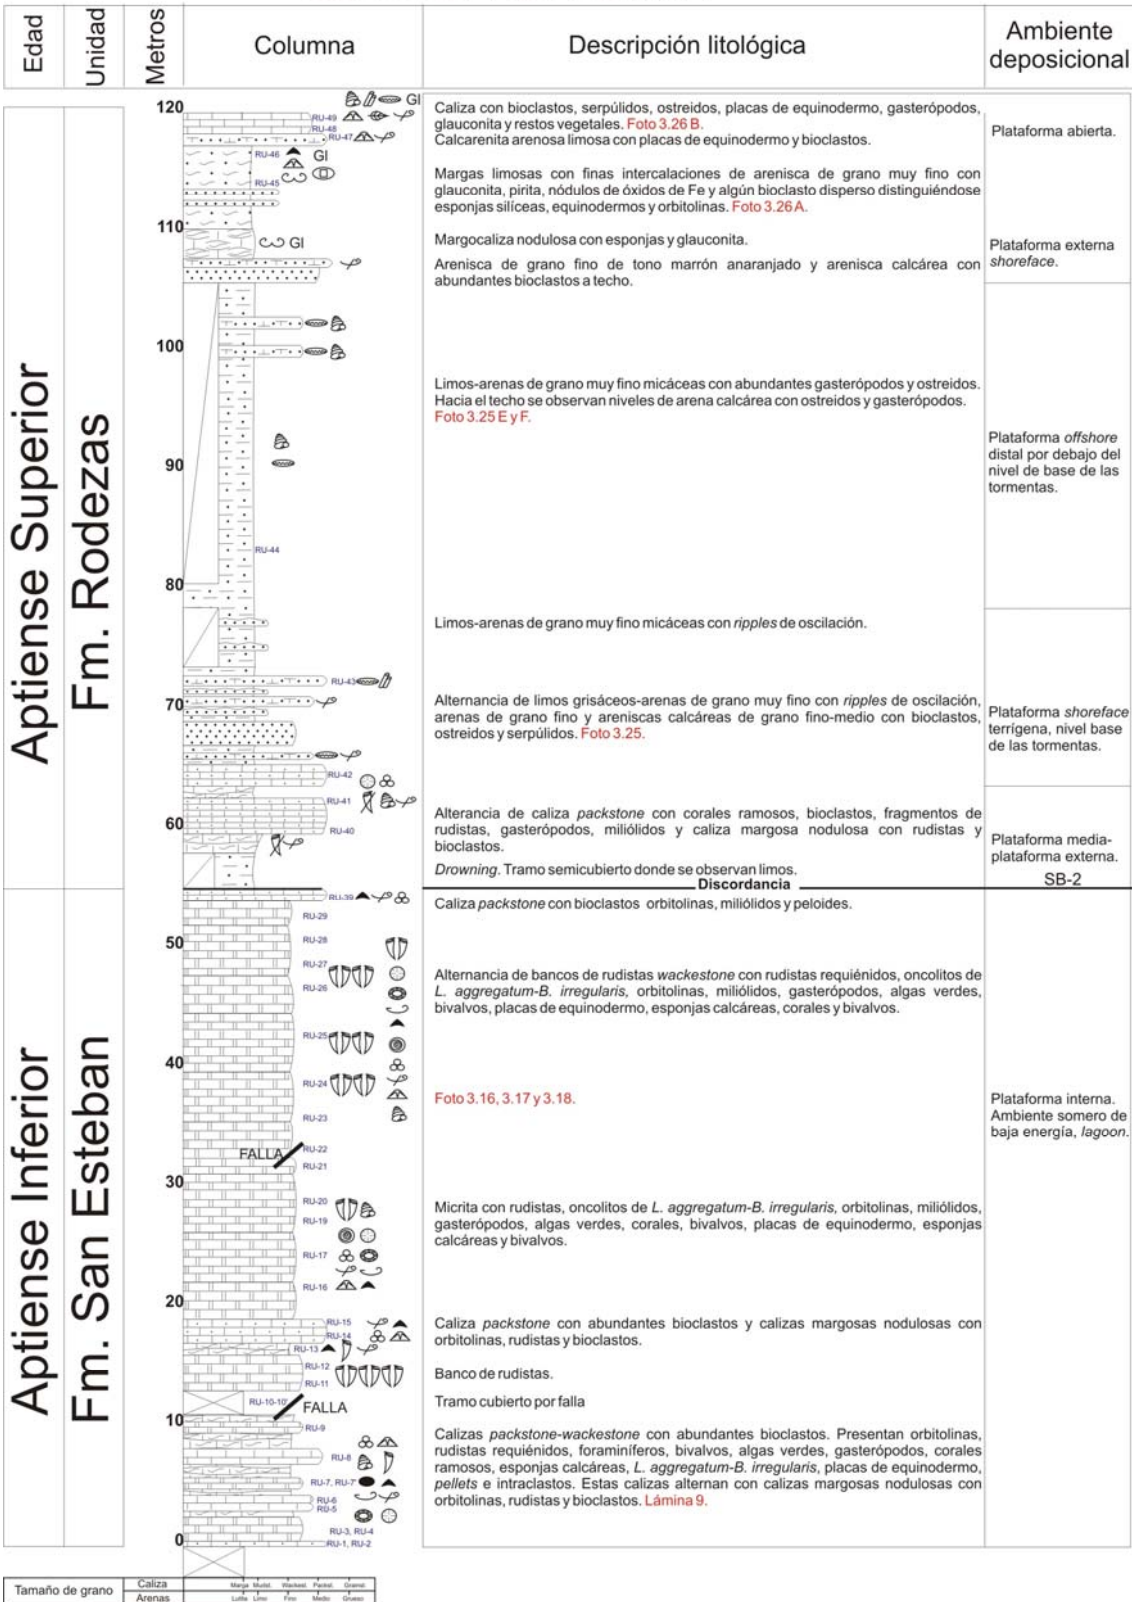 Edad
Unidad
Metros
Columna
Descripción litológica
Ambiente
deposicional
Aptiense Superior
Fm. Rodezas
Aptiense Inferior
Fm. San Esteban
120
GI
RU-49
RU-48
RU-47
RU-46
GI
RU-45
110
GI
100
90
RU-44
80
RU-43
70
RU-42
RU-41
60
RU-40
RU-39
RU-29
50
RU-28
RU-27
RU-26
RU-25
40
RU-24
RU-23
RU-22
FALLA
RU-21
30
RU-20
RU-19
RU-17
RU-16
20
RU-15
RU-14
RU-13
RU-12
RU-11
RU-10-10'
FALLA
10
RU-9
RU-8
RU-7, RU-7'
RU-6
RU-5
RU-3, RU-4
0
RU-1, RU-2
Caliza con bioclastos, serpúlidos, ostreidos, placas de equinodermo, gasterópodos,
glauconita y restos vegetales. Foto 3.26 B.
Calcarenita arenosa limosa con placas de equinodermo y bioclastos.
Margas limosas con finas intercalaciones de arenisca de grano muy fino con
glauconita, pirita, nódulos de óxidos de Fe y algún bioclasto disperso distinguiéndose
esponjas silíceas, equinodermos y orbitolinas. Foto 3.26 A.
Margocaliza nodulosa con esponjas y glauconita.
Arenisca de grano fino de tono marrón anaranjado y arenisca calcárea con
abundantes bioclastos a techo.
Limos-arenas de grano muy fino micáceas con abundantes gasterópodos y ostreidos.
Hacia el techo se observan niveles de arena calcárea con ostreidos y gasterópodos.
Foto 3.25 E y F.
Limos-arenas de grano muy fino micáceas con ripples de oscilación.
Alternancia de limos grisáceos-arenas de grano muy fino con ripples de oscilación,
arenas de grano fino y areniscas calcáreas de grano fino-medio con bioclastos,
ostreidos y serpúlidos. Foto 3.25.
Alterancia de caliza packstone con corales ramosos, bioclastos, fragmentos de
rudistas, gasterópodos, miliólidos y caliza margosa nodulosa con rudistas y
bioclastos.
Drowning. Tramo semicubierto donde se observan limos.
Discordancia
Caliza packstone con bioclastos orbitolinas, miliólidos y peloides.
Alternancia de bancos de rudistas wackestone con rudistas requiénidos, oncolitos de
L. aggregatum-B. irregularis, orbitolinas, miliólidos, gasterópodos, algas verdes,
bivalvos, placas de equinodermo, esponjas calcáreas, corales y bivalvos.
Foto 3.16, 3.17 y 3.18.
Micrita con rudistas, oncolitos de L. aggregatum-B. irregularis, orbitolinas, miliólidos,
gasterópodos, algas verdes, corales, bivalvos, placas de equinodermo, esponjas
calcáreas y bivalvos.
Caliza packstone con abundantes bioclastos y calizas margosas nodulosas con
orbitolinas, rudistas y bioclastos.
Banco de rudistas.
Tramo cubierto por falla
Calizas packstone-wackestone con abundantes bioclastos. Presentan orbitolinas,
rudistas requiénidos, foraminíferos, bivalvos, algas verdes, gasterópodos, corales
ramosos, esponjas calcáreas, L. aggregatum-B. irregularis, placas de equinodermo,
pellets e intraclastos. Estas calizas alternan con calizas margosas nodulosas con
orbitolinas, rudistas y bioclastos. Lámina 9.
Plataforma abierta.
Plataforma externa
shoreface.
Plataforma offshore
distal por debajo del
nivel de base de las
tormentas.
Plataforma shoreface
terrígena, nivel base
de las tormentas.
Plataforma media-
plataforma externa.
SB-2
Plataforma interna.
Ambiente somero de
baja energía, lagoon.
Tamaño de grano
Caliza
Marga Mudst. Wackest. Packst. Grainst.
Arenas
Lutita Limo Fino Medio Grueso